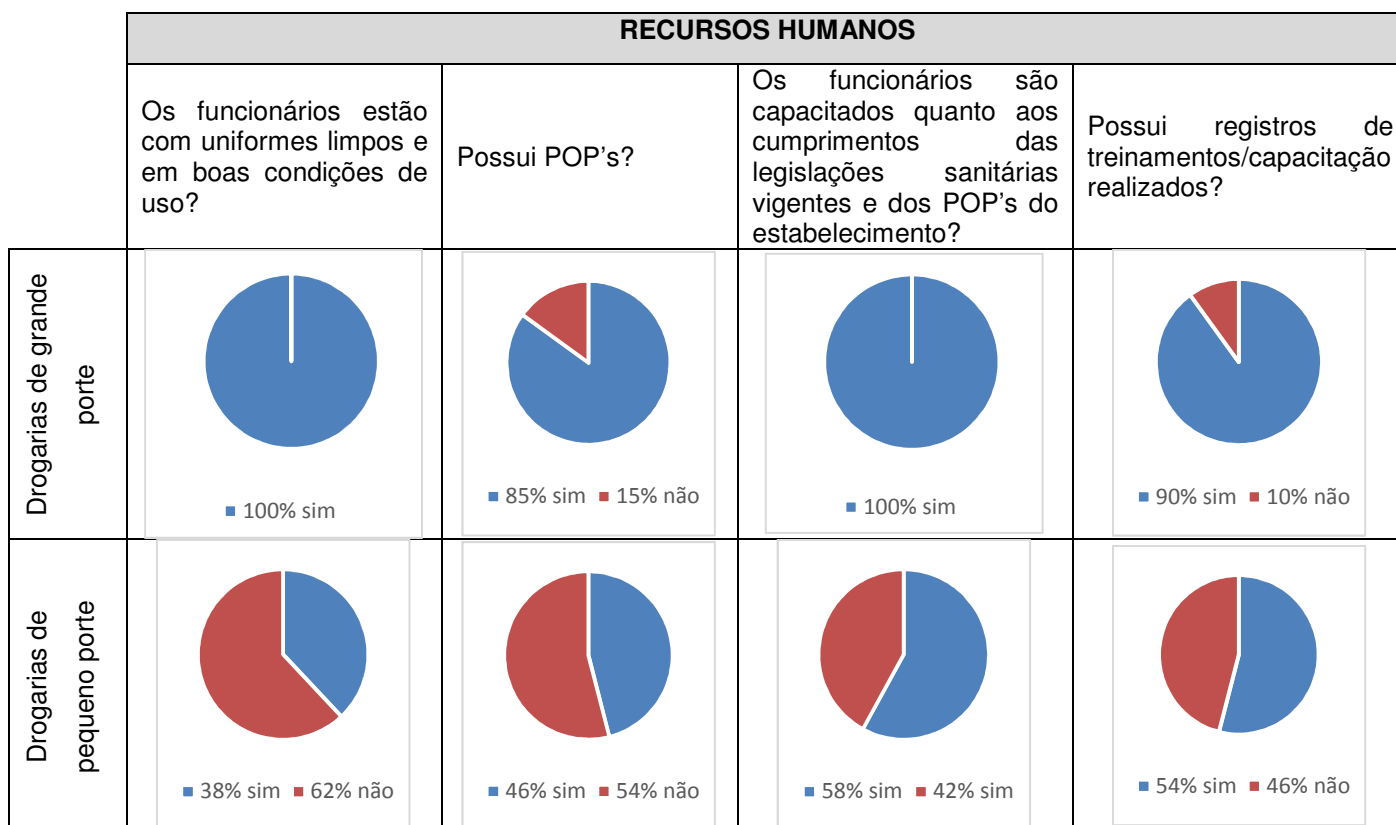 RECURSOS HUMANOS
Os funcionários estão
com uniformes limpos e
em boas condições de
uso?
Possui POP's?
Os funcionários são
capacitados quanto aos
cumprimentos das
legislações sanitárias
vigentes e dos POP's do
estabelecimento?
Possui registros de
treinamentos/capacitação
realizados?
Drogarias de grande
porte
100% sim
85% sim 15% não
100% sim
90% sim 10% não
Drogarias de
pequeno porte
38% sim 62% não
46% sim 54% não
58% sim 42% sim
54% sim 46% não